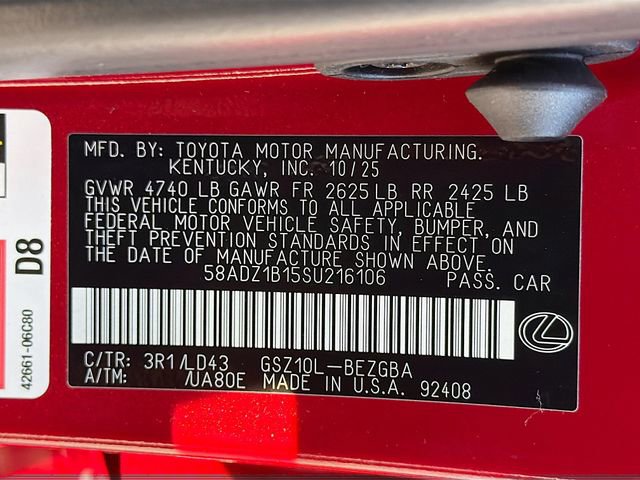 MFD. BY: TOYOTA MOTOR MANUFACTURING.
KENTUCKY, INC. 10/25
GVWR 4740 LB GAWR FR 2625 LB RR 2425 LB
THIS VEHICLE CONFORMS TO ALL APPLICABLE
FEDERAL MOTOR VEHICLE SAFETY, BUMPER, AND
THEFT PREVENTION STANDARDS IN EFFECT ON
THE DATE OF MANUFACTURE SHOWN ABOVE.
58ADZ1B15SU216106 PASS. CAR
C/TR: 3R1/LD43 GSZ10L-BEZGBA
A/TM: /UA80E MADE IN U.S.A. 92408
D8
42661-06C80